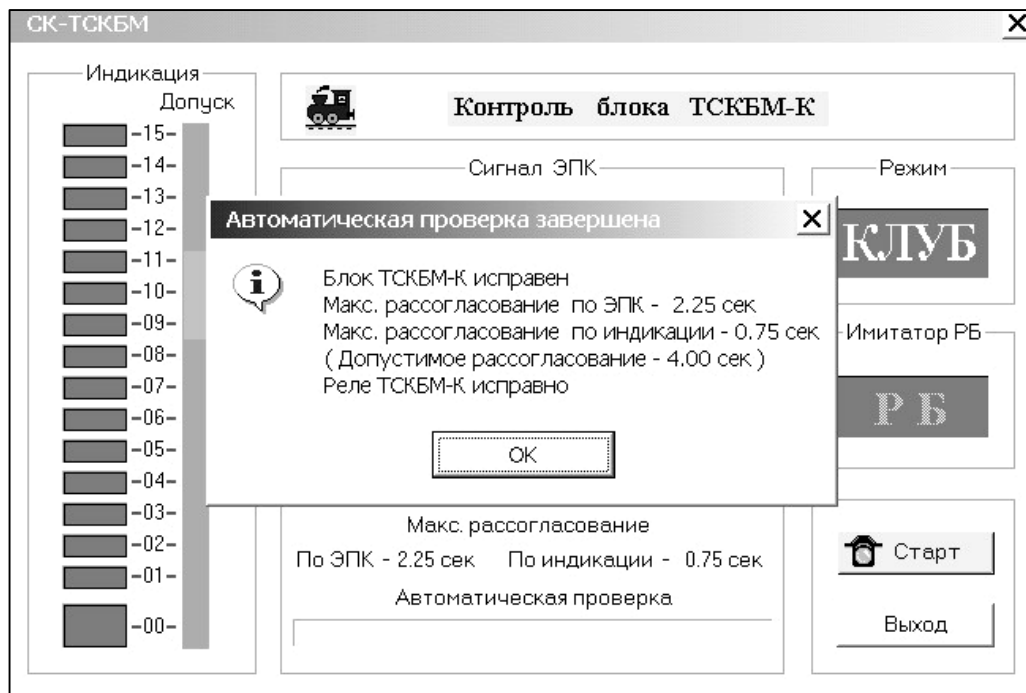 СК-ТСКБМ
Индикация
Допуск
-15-
-14-
-13-
-12-
-11-
-10-
-09-
-08-
-07-
-06-
-05-
-04-
-03-
-02-
-01-
-00-
Контроль блока ТСКБМ-К
Сигнал ЭПК
Режим
КЛУБ
Имитатор РБ
РБ
Автоматическая проверка завершена
Блок ТСКБМ-К исправен
Макс. рассогласование по ЭПК - 2.25 сек
Макс. рассогласование по индикации - 0.75 сек
( Допустимое рассогласование - 4.00 сек )
Реле ТСКБМ-К исправно
OK
Макс. рассогласование
По ЭПК - 2.25 сек По индикации - 0.75 сек
Автоматическая проверка
Старт
Выход